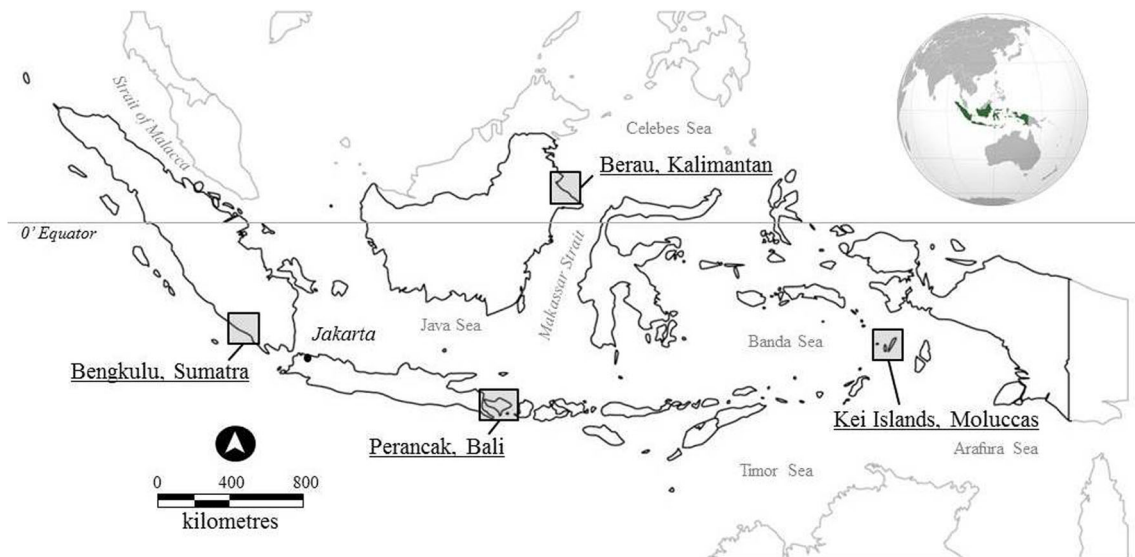 Strait of Malacca
Celebes Sea
Berau, Kalimantan
0' Equator
Makassar Strait
Java Sea
Jakarta
Banda Sea
Bengkulu, Sumatra
Kei Islands, Moluccas
Perancak, Bali
Arafura Sea
Timor Sea
0 400 800
kilometres